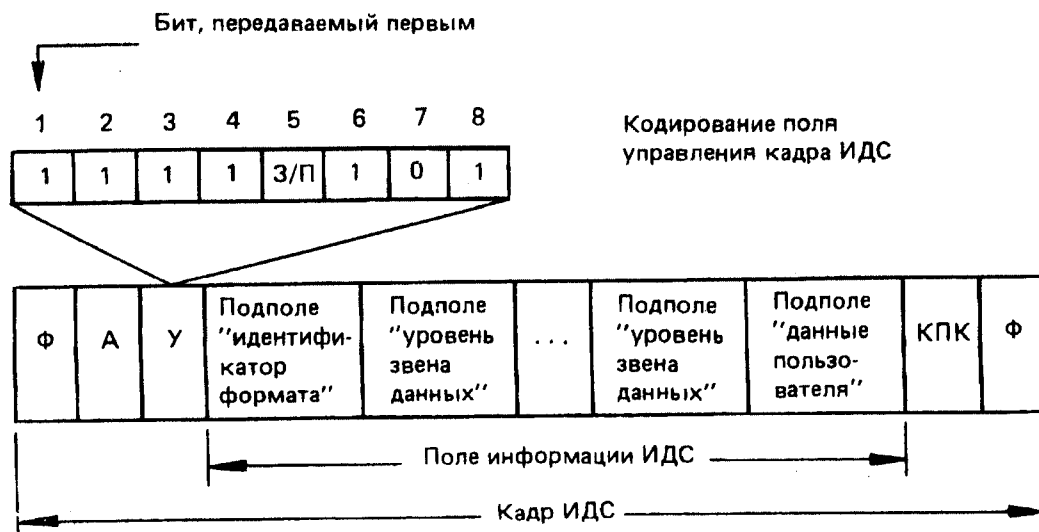 Бит, передаваемый первым
1 2 3 4 5 6 7 8
Кодирование поля
управления кадра ИДС
1 1 1 1 З/П 1 0 1
Ф А У
Подполе
"идентифи-
катор
формата"
Подполе
"уровень
звена
данных"
...
Подполе
"уровень
звена
данных"
Подполе
"данные
пользо-
вателя"
КПК Ф
Поле информации ИДС
Кадр ИДС